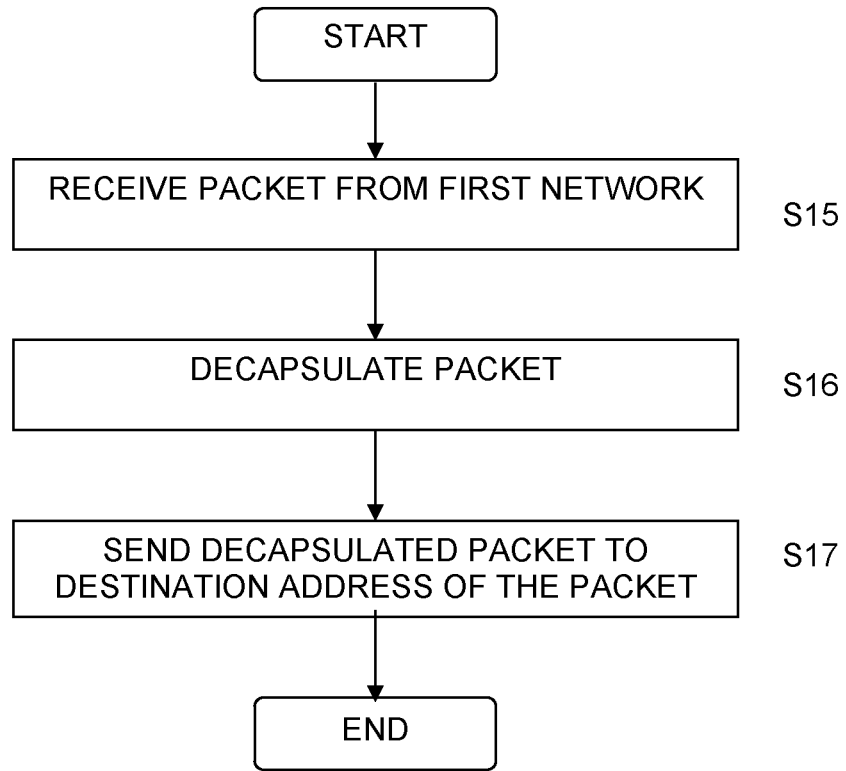 START
RECEIVE PACKET FROM FIRST NETWORK
S15
DECAPSULATE PACKET
S16
SEND DECAPSULATED PACKET TO
DESTINATION ADDRESS OF THE PACKET
S17
END